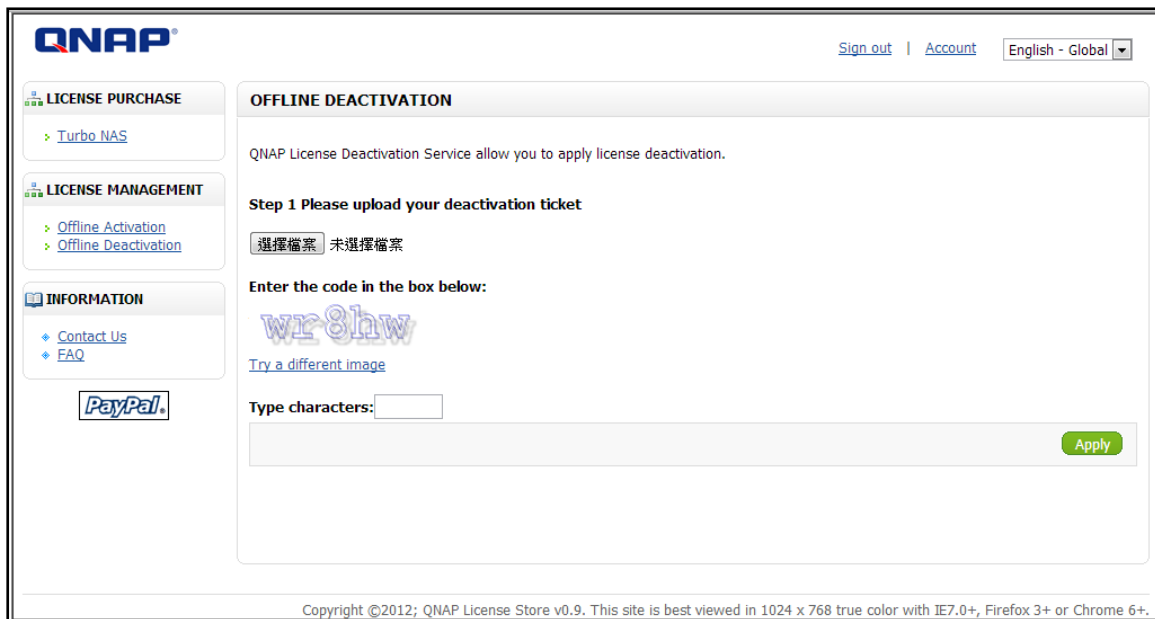 QNAP
Sign out | Account English - Global
LICENSE PURCHASE
Turbo NAS
LICENSE MANAGEMENT
Offline Activation
Offline Deactivation
INFORMATION
Contact Us
FAQ
PayPal
OFFLINE DEACTIVATION
QNAP License Deactivation Service allow you to apply license deactivation.
Step 1 Please upload your deactivation ticket
選擇檔案 未選擇檔案
Enter the code in the box below:
wr8hw
Try a different image
Type characters:
Apply
Copyright ©2012; QNAP License Store v0.9. This site is best viewed in 1024 x 768 true color with IE7.0+, Firefox 3+ or Chrome 6+.